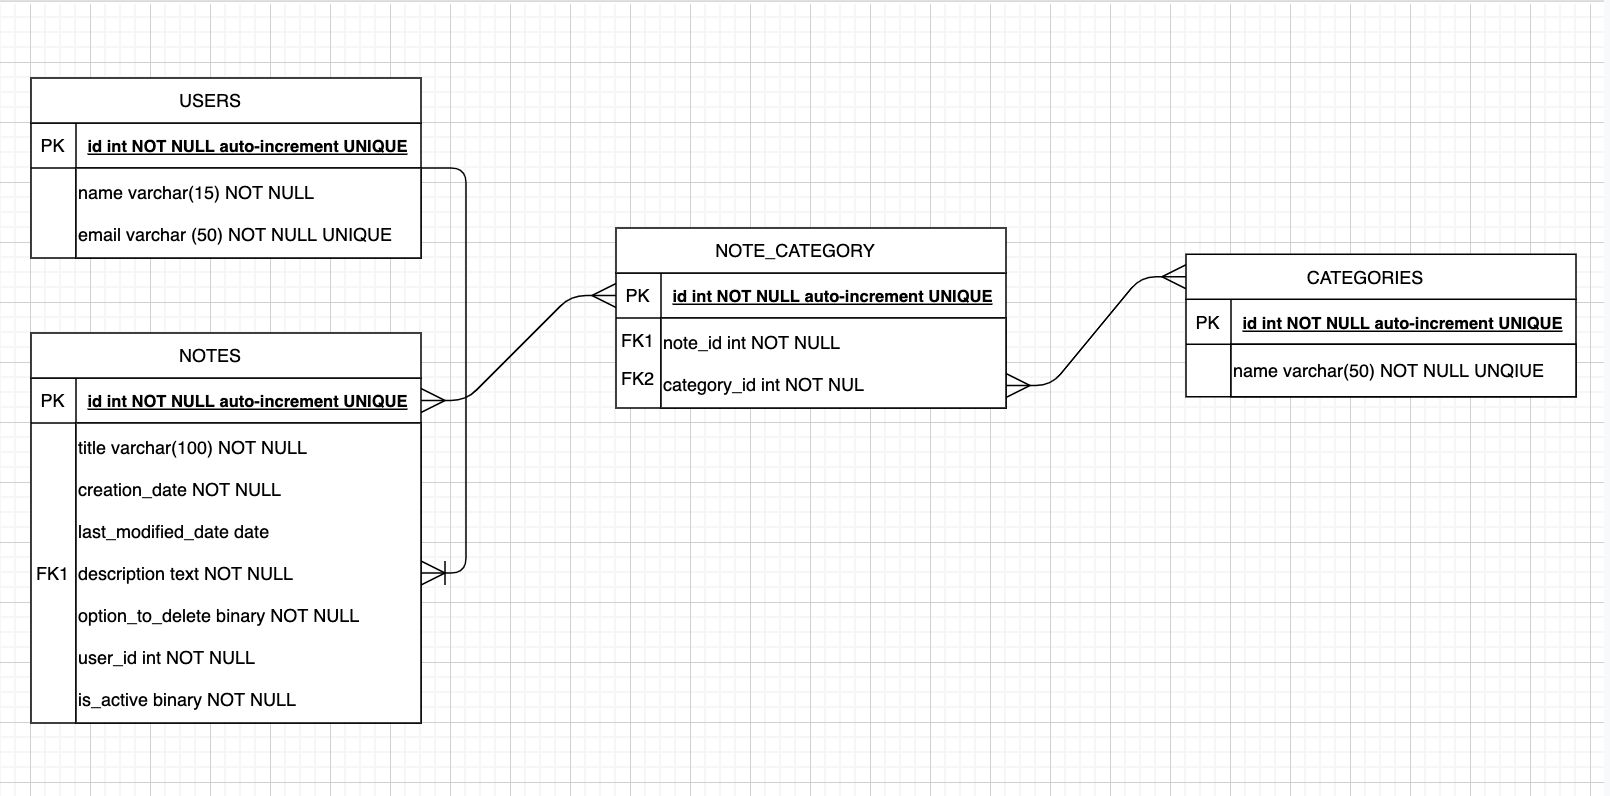 USERS
PK id int NOT NULL auto-increment UNIQUE
name varchar(15) NOT NULL
email varchar (50) NOT NULL UNIQUE
NOTES
PK id int NOT NULL auto-increment UNIQUE
title varchar(100) NOT NULL
creation_date NOT NULL
last_modified_date date
FK1 description text NOT NULL
option_to_delete binary NOT NULL
user_id int NOT NULL
is_active binary NOT NULL
NOTE_CATEGORY
PK id int NOT NULL auto-increment UNIQUE
FK1 note_id int NOT NULL
FK2 category_id int NOT NUL
CATEGORIES
PK id int NOT NULL auto-increment UNIQUE
name varchar(50) NOT NULL UNQIUE